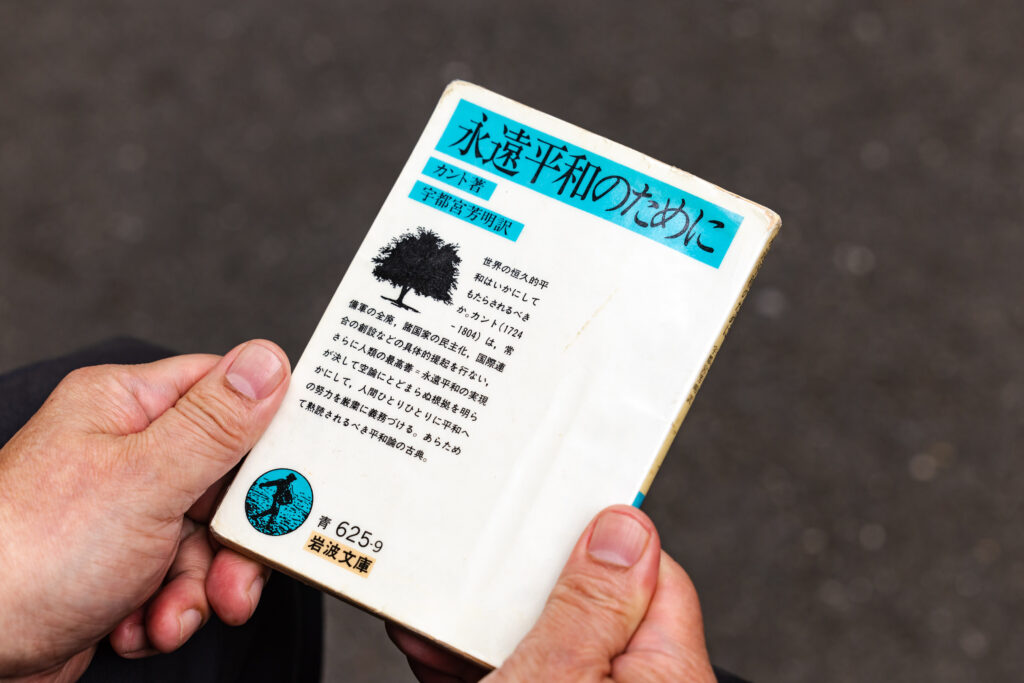 永遠平和のために
カント著
宇都宮芳明訳
世界の恒久的平
和はいかにして
もたらされるべき
か。カント(1724
-1804)は，常
備軍の全廃，諸国家の民主化，国際連
合の創設などの具体的提起を行ない，
さらに人類の最高善＝永遠平和の実現
が決して空論にとどまらぬ根拠を明ら
かにして，人間ひとりひとりに平和へ
の努力を厳粛に義務づける。あらため
て熟読されるべき平和論の古典。
青 625-9
岩波文庫